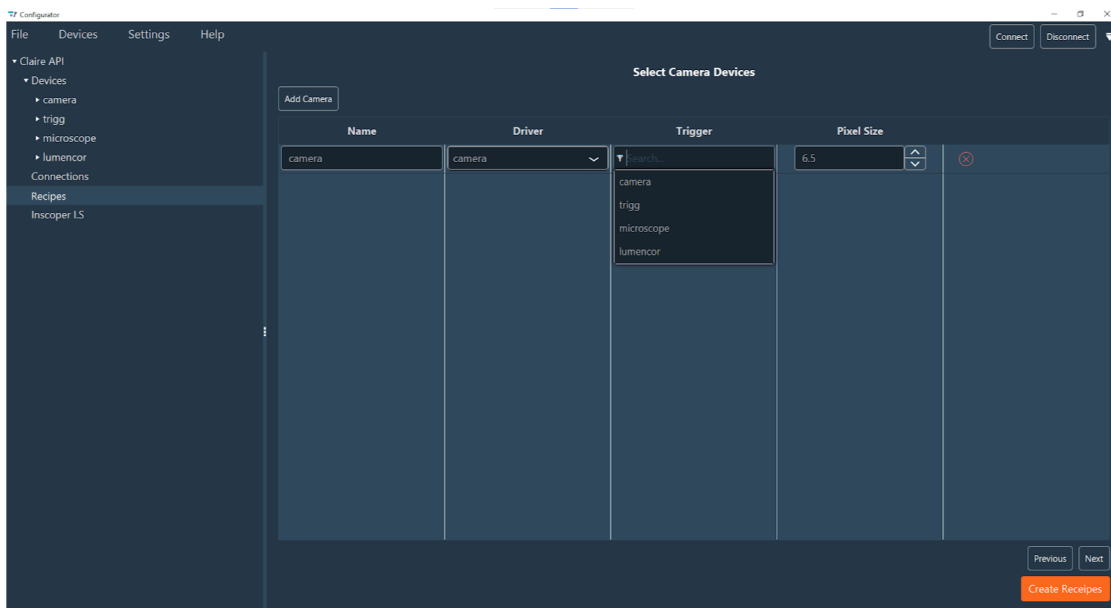 Configurator
File Devices Settings Help
Connect Disconnect
Claire API
Devices
camera
trigg
microscope
lumencor
Connections
Recipes
Inscoper I.S
Select Camera Devices
Add Camera
Name Driver Trigger Pixel Size
camera camera Search... 6.5
camera
trigg
microscope
lumencor
Previous Next
Create Receipes